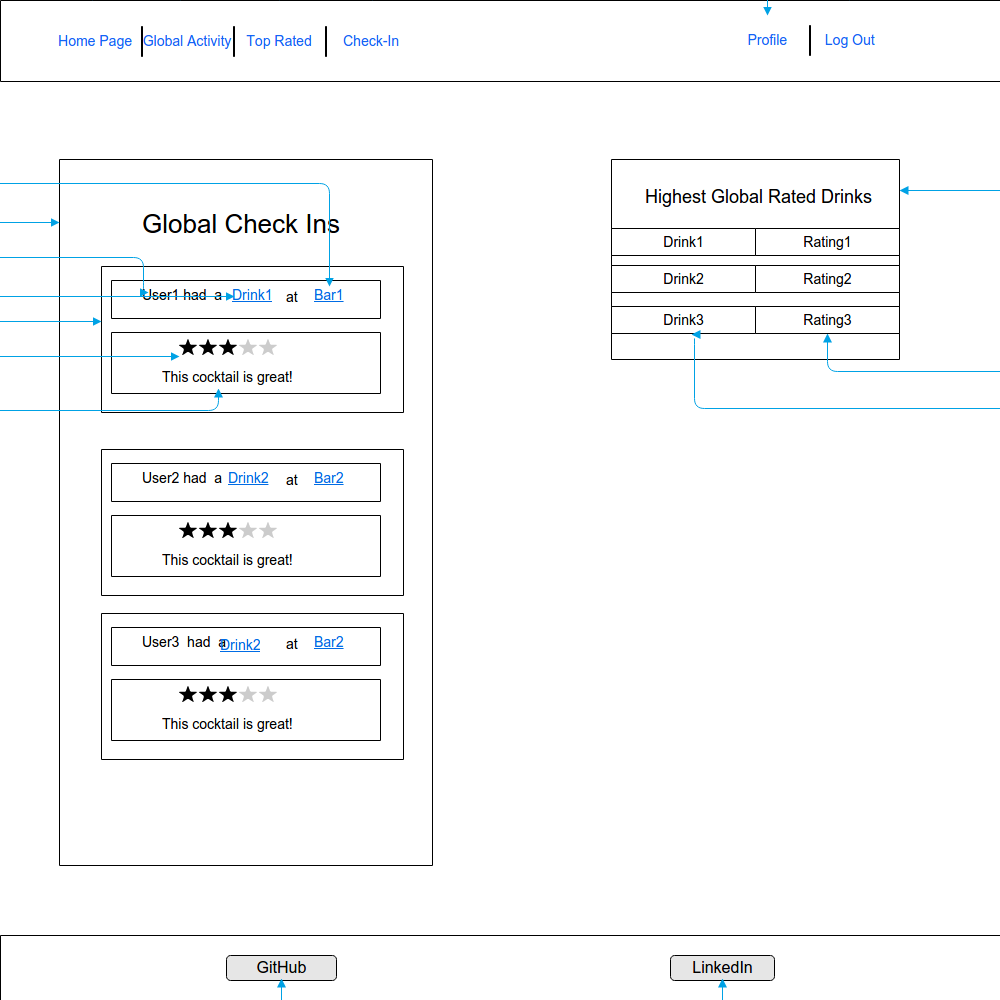 Home Page Global Activity Top Rated Check-In Profile Log Out
Global Check Ins
User1 had a Drink1 at Bar1
This cocktail is great!
User2 had a Drink2 at Bar2
This cocktail is great!
User3 had a Drink2 at Bar2
This cocktail is great!
Highest Global Rated Drinks
Drink1 Rating1
Drink2 Rating2
Drink3 Rating3
GitHub LinkedIn